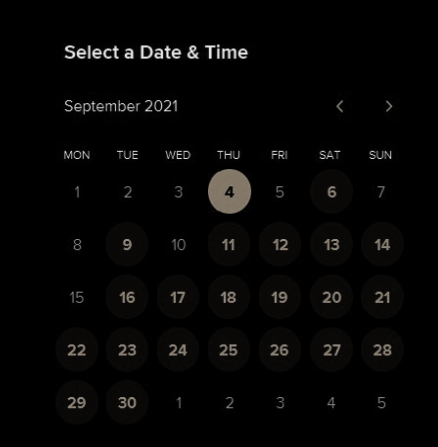 Select a Date & Time
September 2021
MON TUE WED THU FRI SAT SUN
1 2 3 4 5 6 7
8 9 10 11 12 13 14
15 16 17 18 19 20 21
22 23 24 25 26 27 28
29 30 1 2 3 4 5